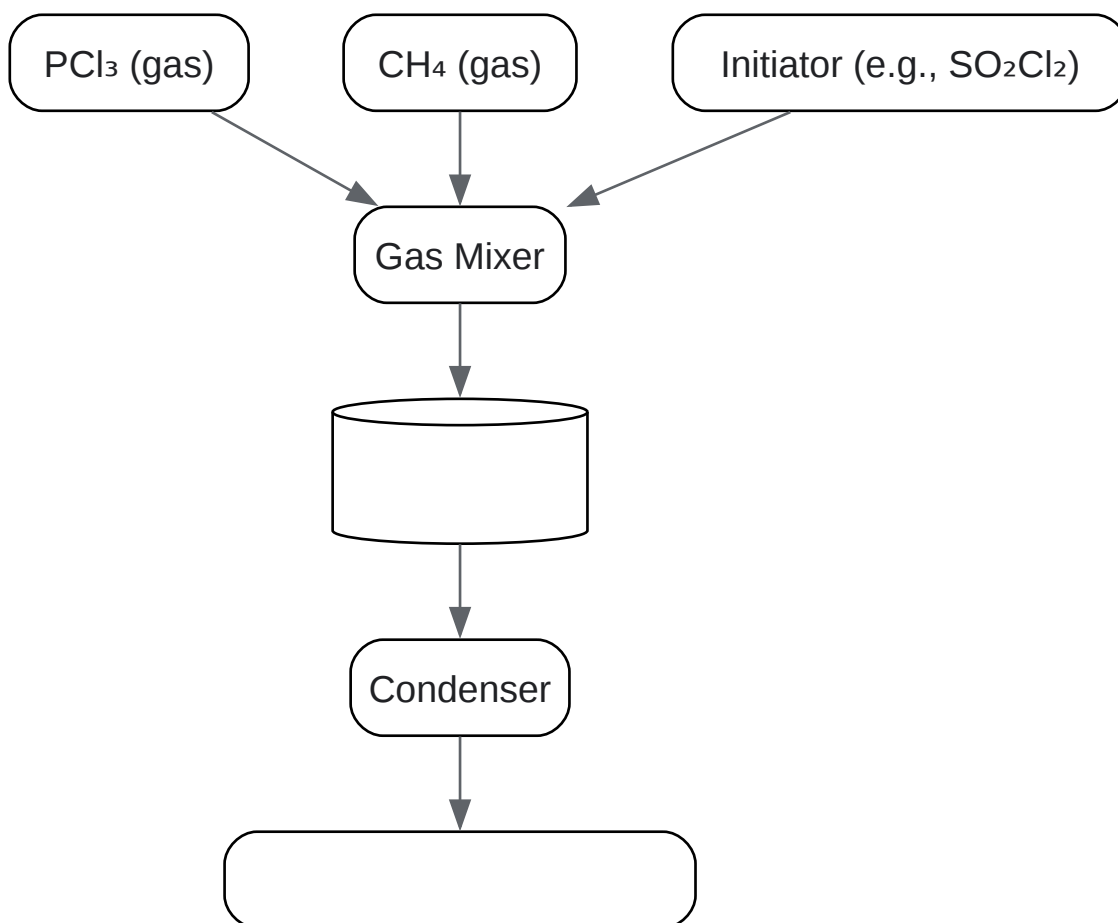 PCl₃ (gas)
CH₄ (gas)
Initiator (e.g., SO₂Cl₂)
Gas Mixer
Condenser